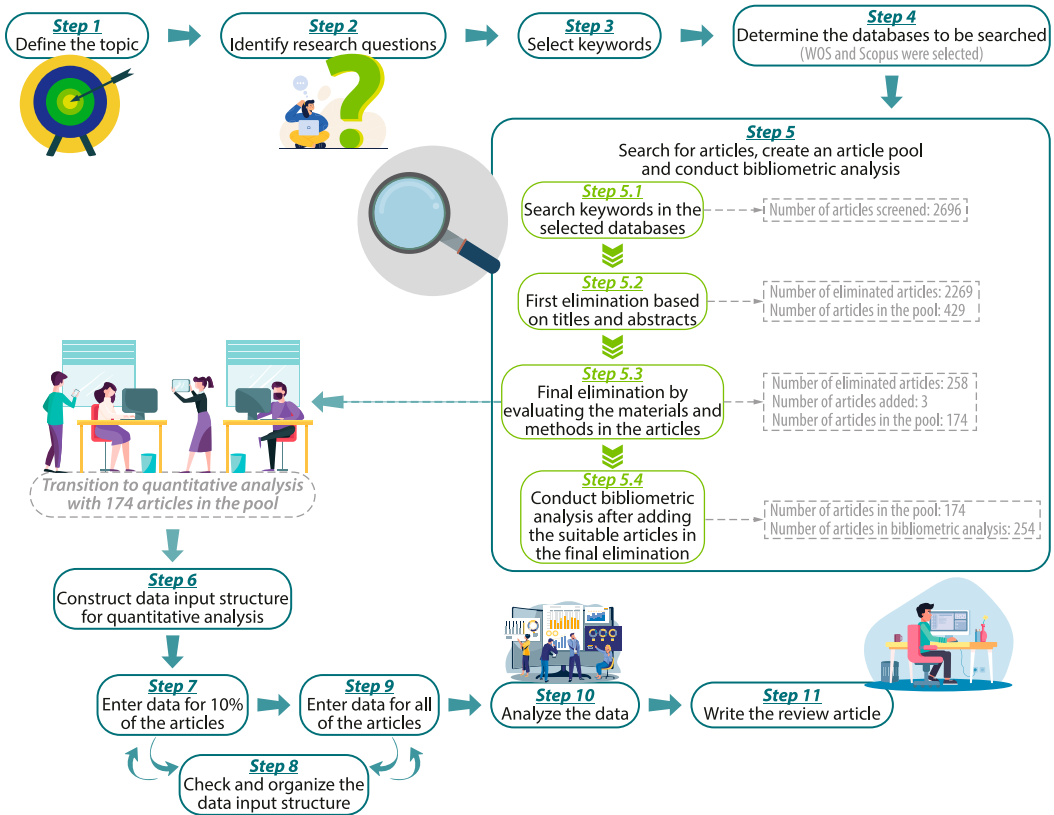 Step 1
Define the topic
Step 2
Identify research questions
Step 3
Select keywords
Step 4
Determine the databases to be searched
(WOS and Scopus were selected)
Step 5
Search for articles, create an article pool
and conduct bibliometric analysis
Step 5.1
Search keywords in the
selected databases
Number of articles screened: 2696
Step 5.2
First elimination based
on titles and abstracts
Number of eliminated articles: 2269
Number of articles in the pool: 429
Step 5.3
Final elimination by
evaluating the materials and
methods in the articles
Number of eliminated articles: 258
Number of articles added: 3
Number of articles in the pool: 174
Step 5.4
Conduct bibliometric
analysis after adding
the suitable articles in
the final elimination
Number of articles in the pool: 174
Number of articles in bibliometric analysis: 254
Transition to quantitative analysis
with 174 articles in the pool
Step 6
Construct data input structure
for quantitative analysis
Step 7
Enter data for 10%
of the articles
Step 9
Enter data for all
of the articles
Step 8
Check and organize the
data input structure
Step 10
Analyze the data
Step 11
Write the review article